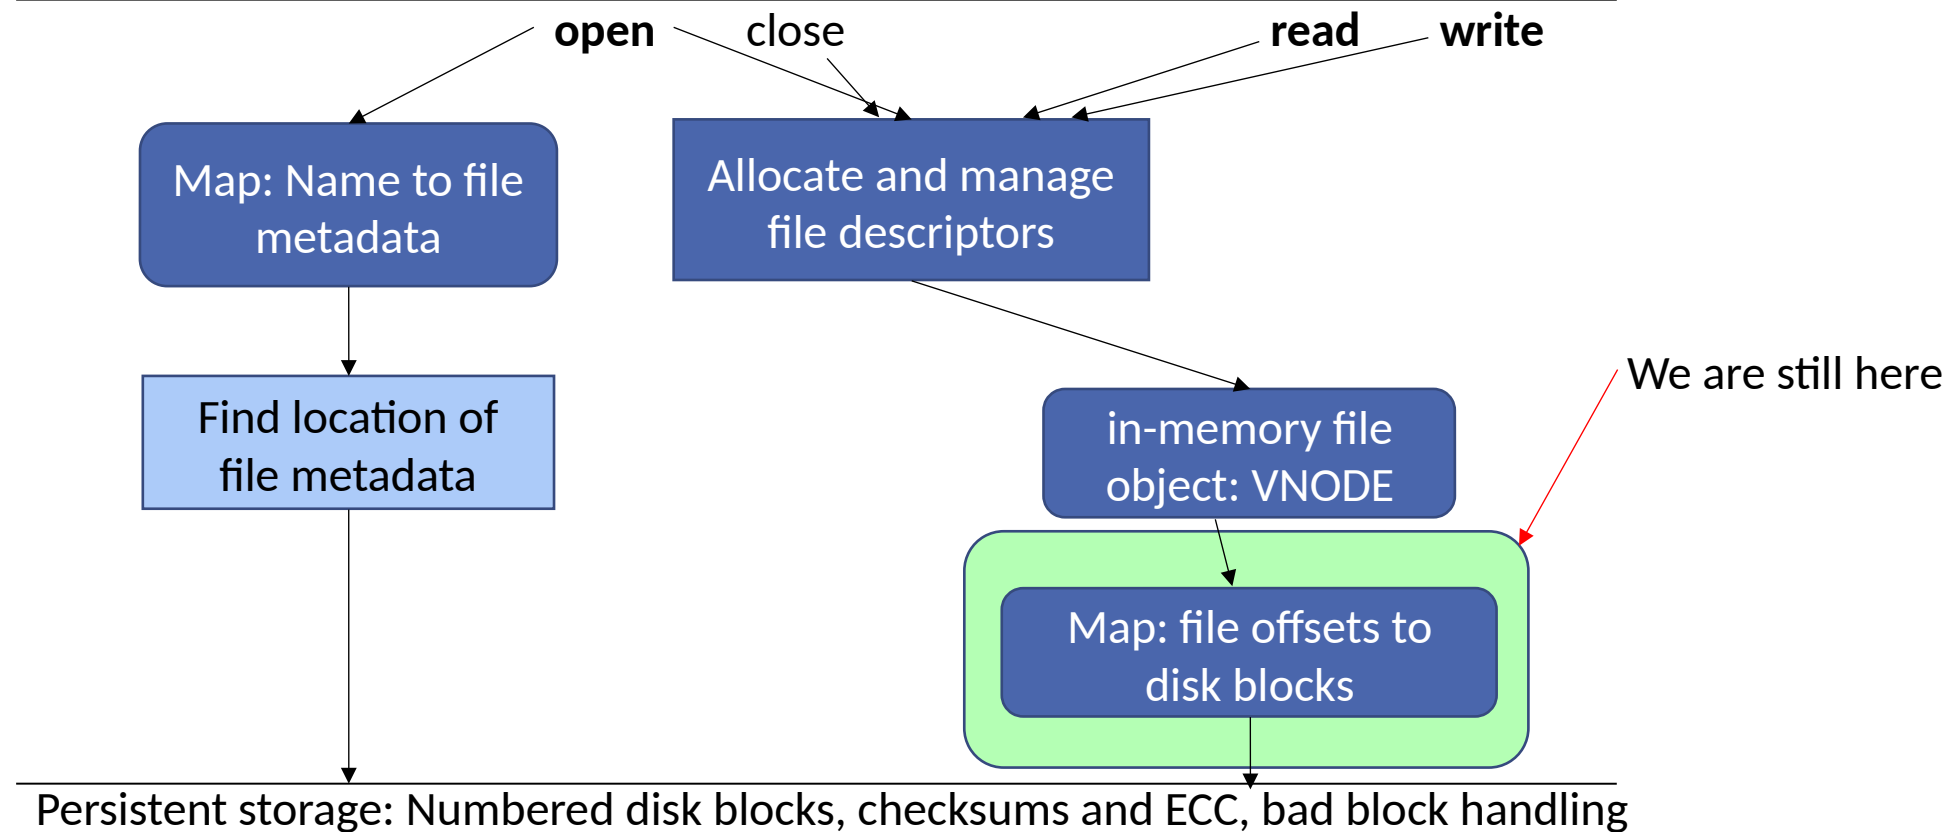 open close read write
Map: Name to file
metadata
Allocate and manage
file descriptors
We are still here
Find location of
file metadata
in-memory file
object: VNODE
Map: file offsets to
disk blocks
Persistent storage: Numbered disk blocks, checksums and ECC, bad block handling